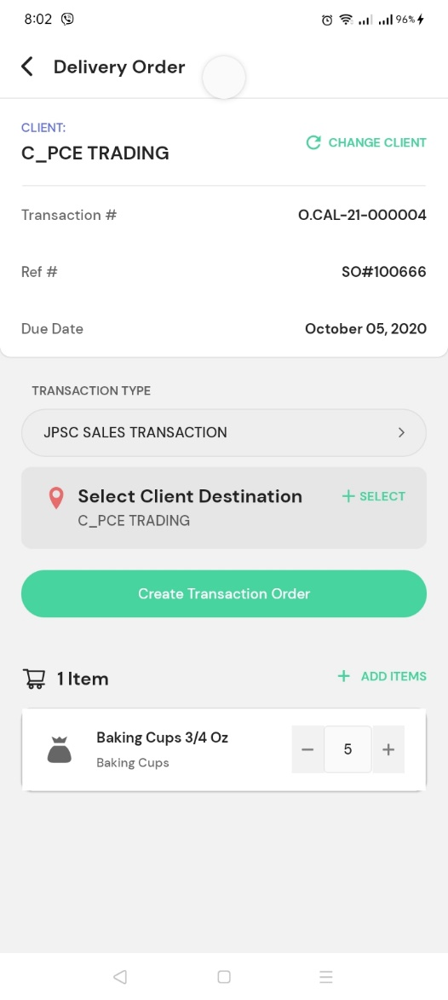 8:02
96%
Delivery Order
CLIENT:
C_PCE TRADING
CHANGE CLIENT
Transaction # O.CAL-21-000004
Ref # SO#100666
Due Date October 05, 2020
TRANSACTION TYPE
JPSC SALES TRANSACTION
Select Client Destination
+ SELECT
C_PCE TRADING
Create Transaction Order
1 Item
+ ADD ITEMS
Baking Cups 3/4 Oz
Baking Cups
− 5 +